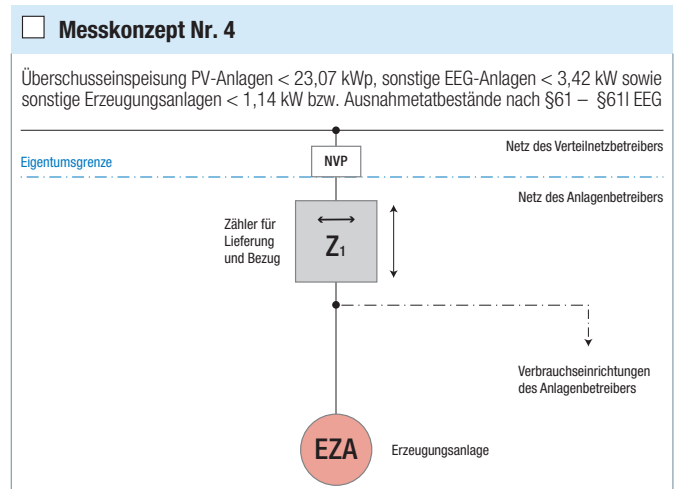 Messkonzept Nr. 4
Überschusseinspeisung PV-Anlagen < 23,07 kWp, sonstige EEG-Anlagen < 3,42 kW sowie
sonstige Erzeugungsanlagen < 1,14 kW bzw. Ausnahmetatbestände nach §61 – §61l EEG
Netz des Verteilnetzbetreibers
NVP
Eigentumsgrenze
Netz des Anlagenbetreibers
Zähler für
Lieferung
und Bezug
Z1
Verbrauchseinrichtungen
des Anlagenbetreibers
EZA
Erzeugungsanlage